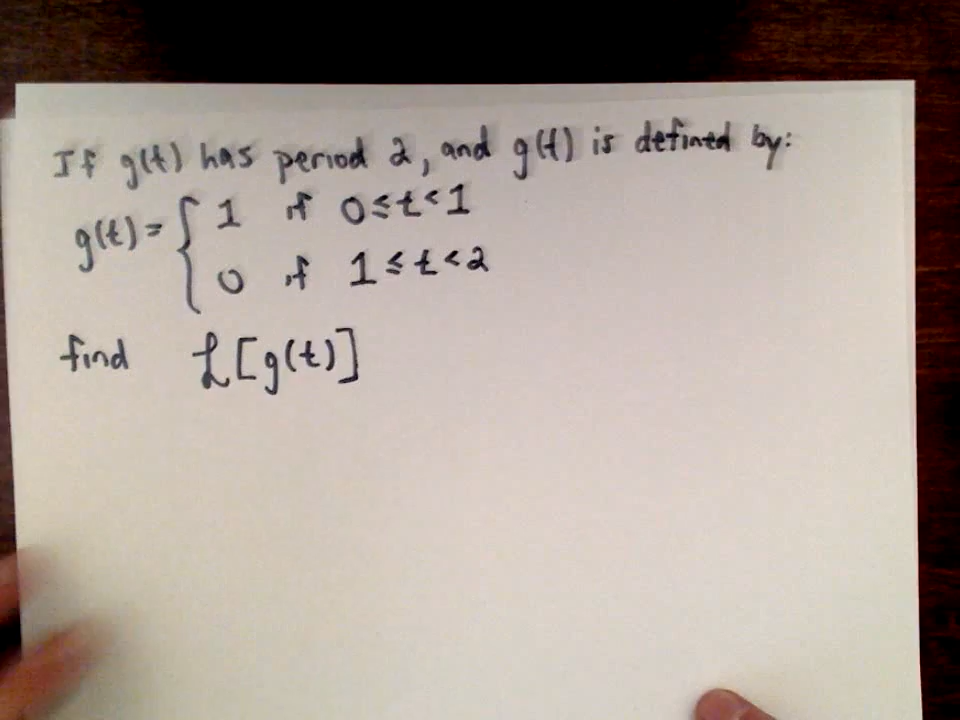 If g(t) has period 2, and g(t) is defined by:
g(t) = { 1 if 0 ≤ t < 1
0 if 1 ≤ t < 2
find ℒ[g(t)]